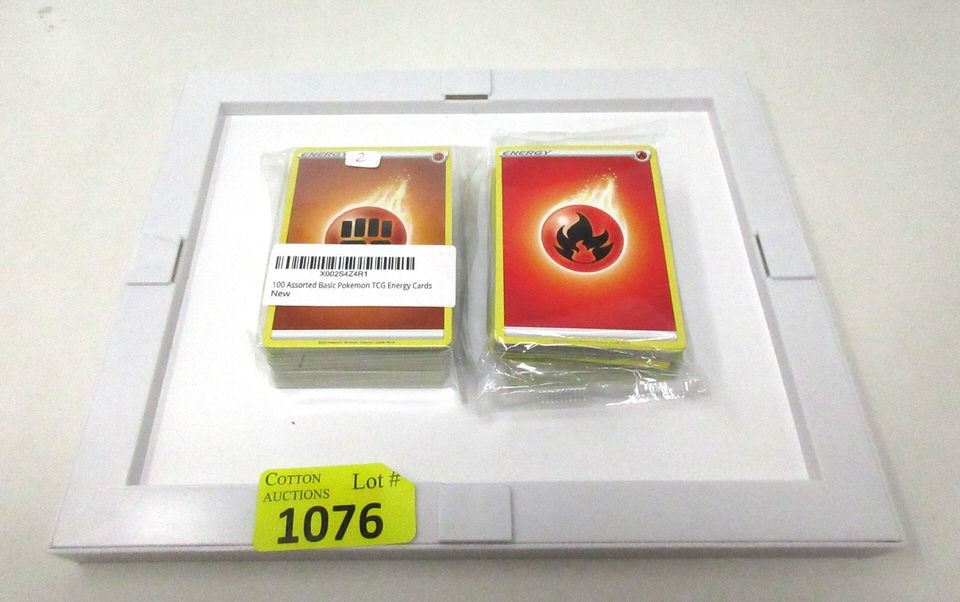 ENERGY
2
X002S4Z4R1
100 Assorted Basic Pokemon TCG Energy Cards
New
ENERGY
COTTON Lot #
AUCTIONS
1076